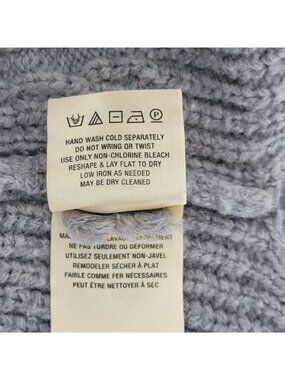 HAND WASH COLD SEPARATELY
DO NOT WRING OR TWIST
USE ONLY NON-CHLORINE BLEACH
RESHAPE & LAY FLAT TO DRY
LOW IRON AS NEEDED
MAY BE DRY CLEANED
NE PAS TORDRE OU DÉFORMER
UTILISEZ SEULEMENT NON-JAVEL
REMODELER SÉCHER À PLAT
FAIBLE COMME FER NÉCESSAIRES
PEUT ÊTRE NETTOYER À SEC